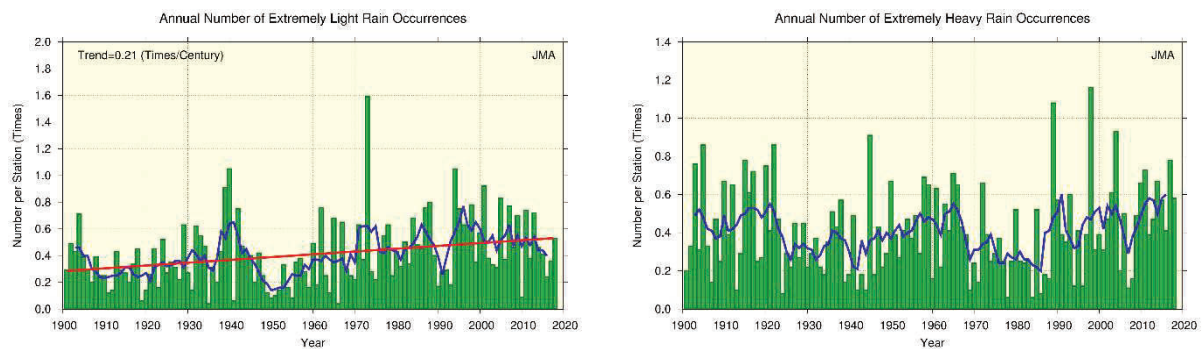 Annual Number of Extremely Light Rain Occurrences
Trend=0.21 (Times/Century)
JMA
Number per Station (Times)
2.0
1.8
1.6
1.4
1.2
1.0
0.8
0.6
0.4
0.2
0.0
1900 1910 1920 1930 1940 1950 1960 1970 1980 1990 2000 2010 2020
Year
Annual Number of Extremely Heavy Rain Occurrences
JMA
Number per Station (Times)
1.4
1.2
1.0
0.8
0.6
0.4
0.2
0.0
1900 1910 1920 1930 1940 1950 1960 1970 1980 1990 2000 2010 2020
Year